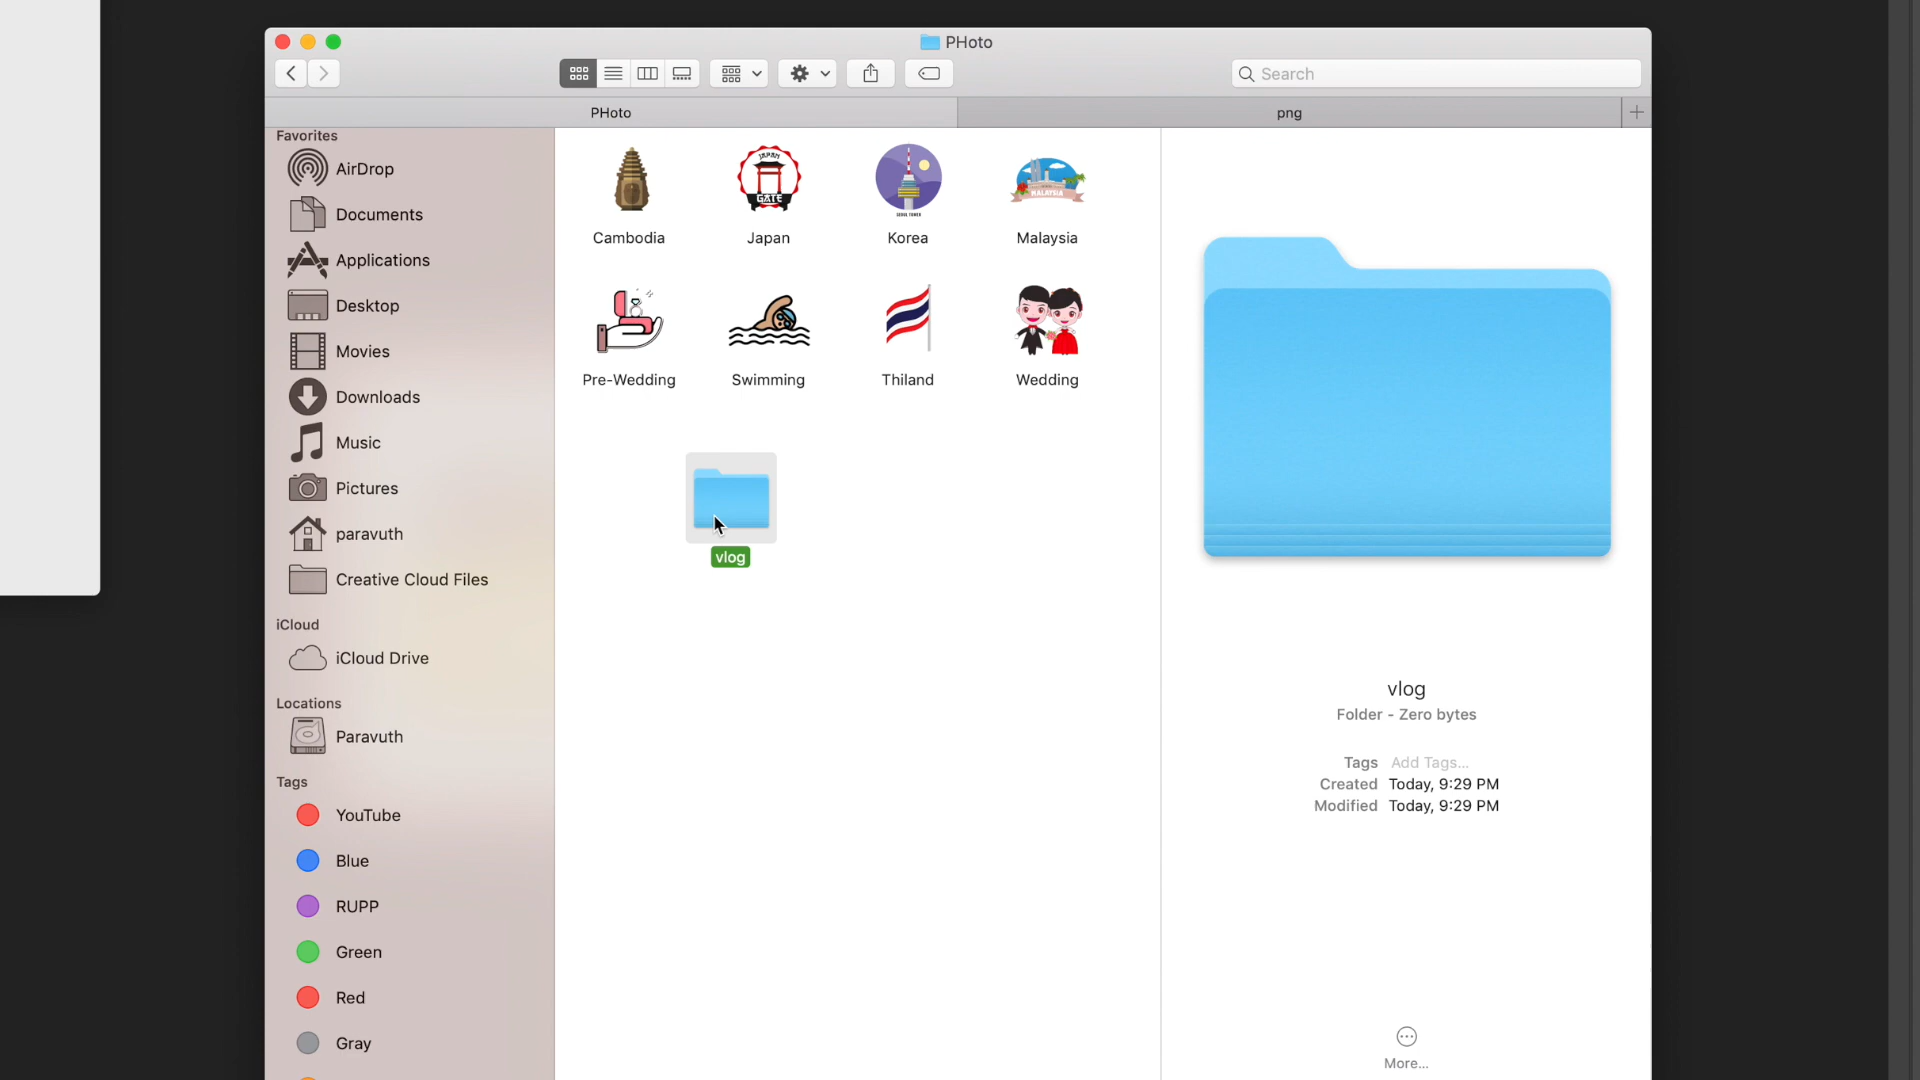 PHoto
Search
PHoto
png
Favorites
AirDrop
Documents
Applications
Desktop
Movies
Downloads
Music
Pictures
paravuth
Creative Cloud Files
iCloud
iCloud Drive
Locations
Paravuth
Tags
YouTube
Blue
RUPP
Green
Red
Gray
JAPAN
GATE
SEOUL TOWER
MALAYSIA
Cambodia
Japan
Korea
Malaysia
Pre-Wedding
Swimming
Thiland
Wedding
vlog
vlog
Folder - Zero bytes
Tags Add Tags...
Created Today, 9:29 PM
Modified Today, 9:29 PM
More...